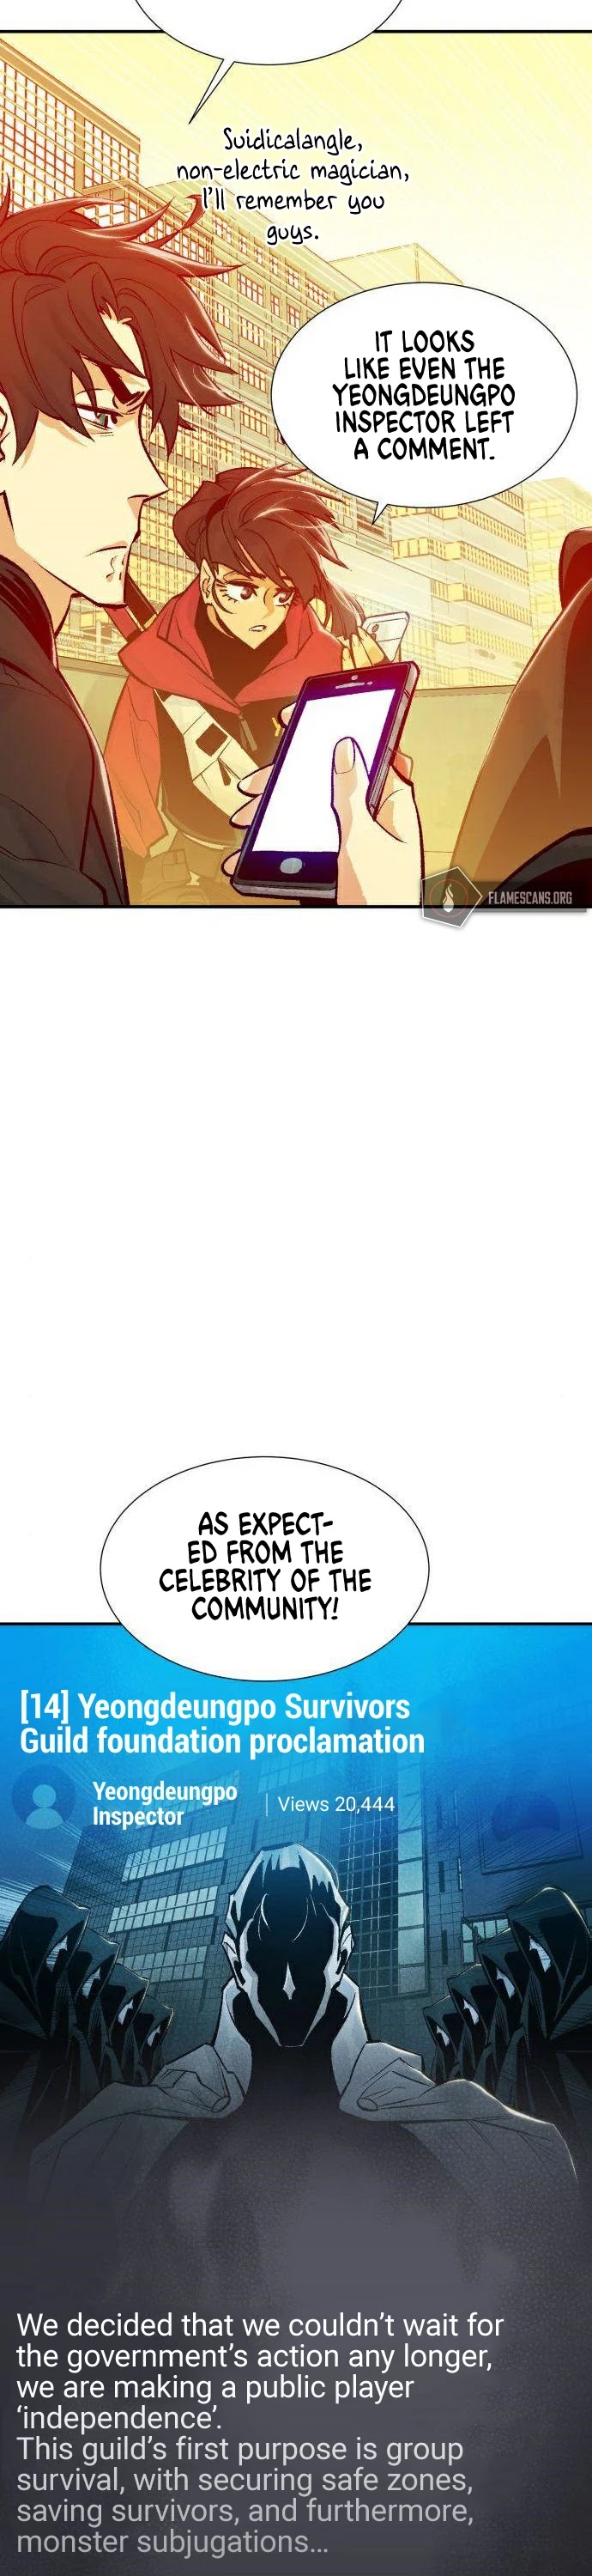 Suidicalangle,
non-electric magician,
I'll remember you
guys.
IT LOOKS
LIKE EVEN THE
YEONGDEUNGPO
INSPECTOR LEFT
A COMMENT.
FLAMESCANS.ORG
AS EXPECT-
ED FROM THE
CELEBRITY OF THE
COMMUNITY!
[14] Yeongdeungpo Survivors
Guild foundation proclamation
Yeongdeungpo
Inspector
Views 20,444
We decided that we couldn't wait for
the government's action any longer,
we are making a public player
‘independence’.
This guild's first purpose is group
survival, with securing safe zones,
saving survivors, and furthermore,
monster subjugations...